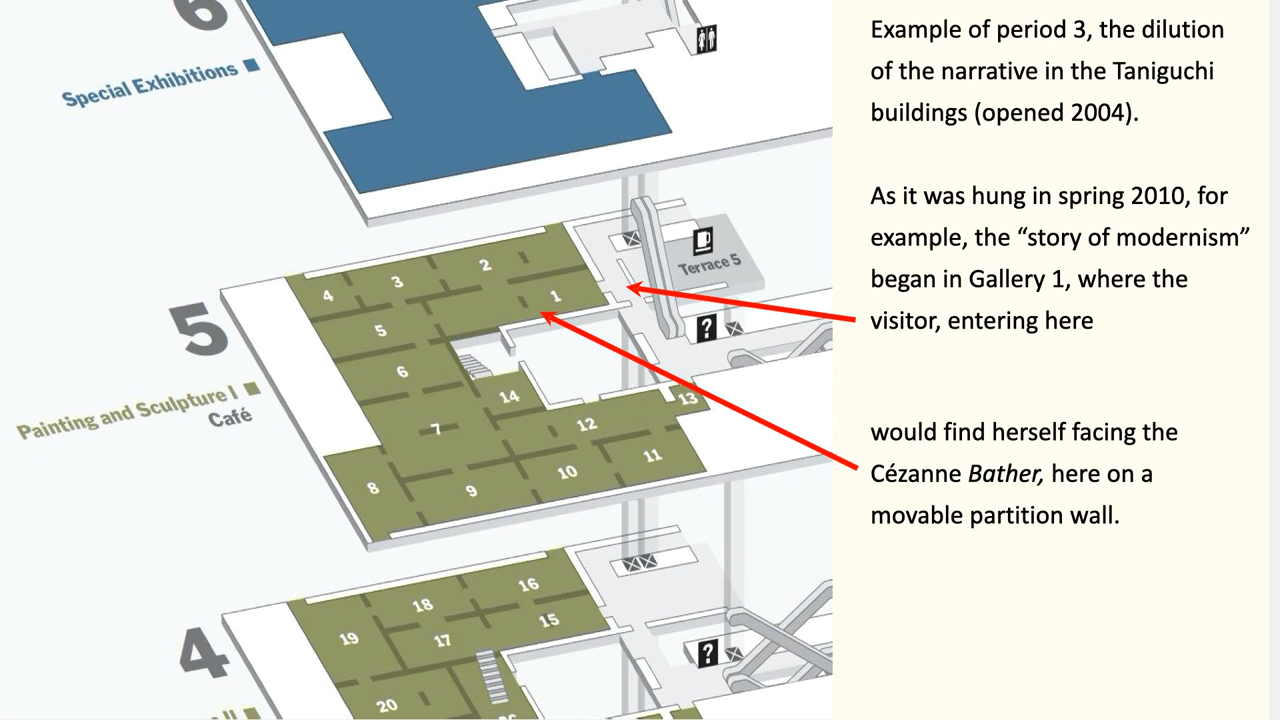 6
Special Exhibitions
5
Painting and Sculpture I
Café
Terrace 5
?
1
2
3
4
5
6
7
8
9
10
11
12
13
14
4
?
15
16
17
18
19
20
II
Example of period 3, the dilution
of the narrative in the Taniguchi
buildings (opened 2004).
As it was hung in spring 2010, for
example, the “story of modernism”
began in Gallery 1, where the
visitor, entering here
would find herself facing the
Cézanne Bather, here on a
movable partition wall.